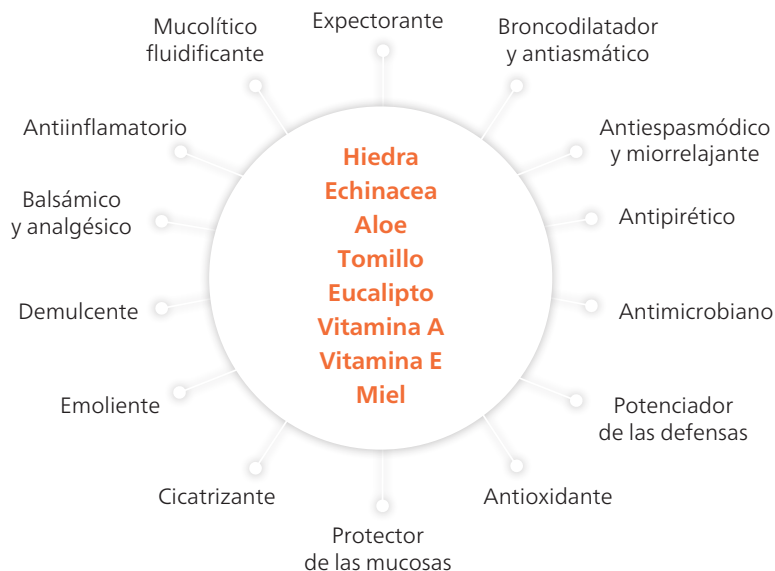 Mucolítico
fluidificante
Expectorante
Broncodilatador
y antiasmático
Antiinflamatorio
Antiespasmódico
y miorrelajante
Balsámico
y analgésico
Antipirético
Demulcente
Antimicrobiano
Emoliente
Potenciador
de las defensas
Cicatrizante
Antioxidante
Protector
de las mucosas
Hiedra
Echinacea
Aloe
Tomillo
Eucalipto
Vitamina A
Vitamina E
Miel